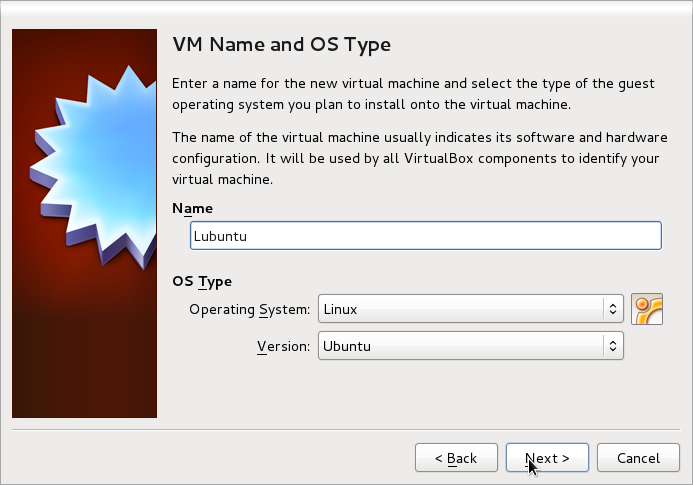 VM Name and OS Type
Enter a name for the new virtual machine and select the type of the guest
operating system you plan to install onto the virtual machine.
The name of the virtual machine usually indicates its software and hardware
configuration. It will be used by all VirtualBox components to identify your
virtual machine.
Name
Lubuntu
OS Type
Operating System: Linux
Version: Ubuntu
< Back Next > Cancel